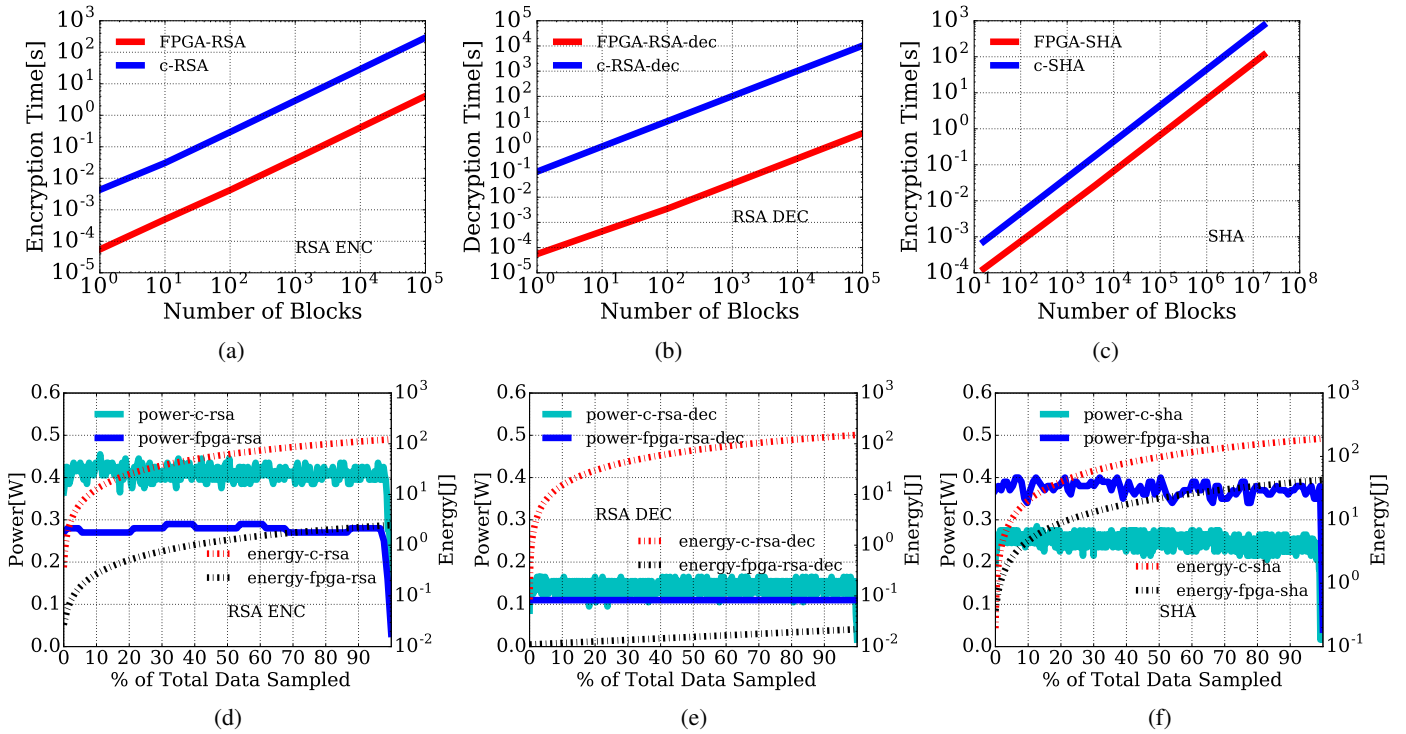 10^3
10^2
10^1
10^0
10^-1
10^-2
10^-3
10^-4
10^-5
Encryption Time[s]
FPGA-RSA
c-RSA
RSA ENC
10^0 10^1 10^2 10^3 10^4 10^5
Number of Blocks
(a)
10^5
10^4
10^3
10^2
10^1
10^0
10^-1
10^-2
10^-3
10^-4
10^-5
Decryption Time[s]
FPGA-RSA-dec
c-RSA-dec
RSA DEC
10^0 10^1 10^2 10^3 10^4 10^5
Number of Blocks
(b)
10^3
10^2
10^1
10^0
10^-1
10^-2
10^-3
10^-4
Encryption Time[s]
FPGA-SHA
c-SHA
SHA
10^1 10^2 10^3 10^4 10^5 10^6 10^7 10^8
Number of Blocks
(c)
0.6
0.5
0.4
0.3
0.2
0.1
0.0
Power[W]
power-c-rsa
power-fpga-rsa
energy-c-rsa
energy-fpga-rsa
RSA ENC
10^3
10^2
10^1
10^0
10^-1
10^-2
Energy[J]
0 10 20 30 40 50 60 70 80 90
% of Total Data Sampled
(d)
0.6
0.5
0.4
0.3
0.2
0.1
0.0
Power[W]
power-c-rsa-dec
power-fpga-rsa-dec
RSA DEC
energy-c-rsa-dec
energy-fpga-rsa-dec
10^3
10^2
10^1
10^0
10^-1
10^-2
Energy[J]
0 10 20 30 40 50 60 70 80 90
% of Total Data Sampled
(e)
0.6
0.5
0.4
0.3
0.2
0.1
0.0
Power[W]
power-c-sha
power-fpga-sha
energy-c-sha
energy-fpga-sha
SHA
10^3
10^2
10^1
10^0
10^-1
Energy[J]
0 10 20 30 40 50 60 70 80 90
% of Total Data Sampled
(f)